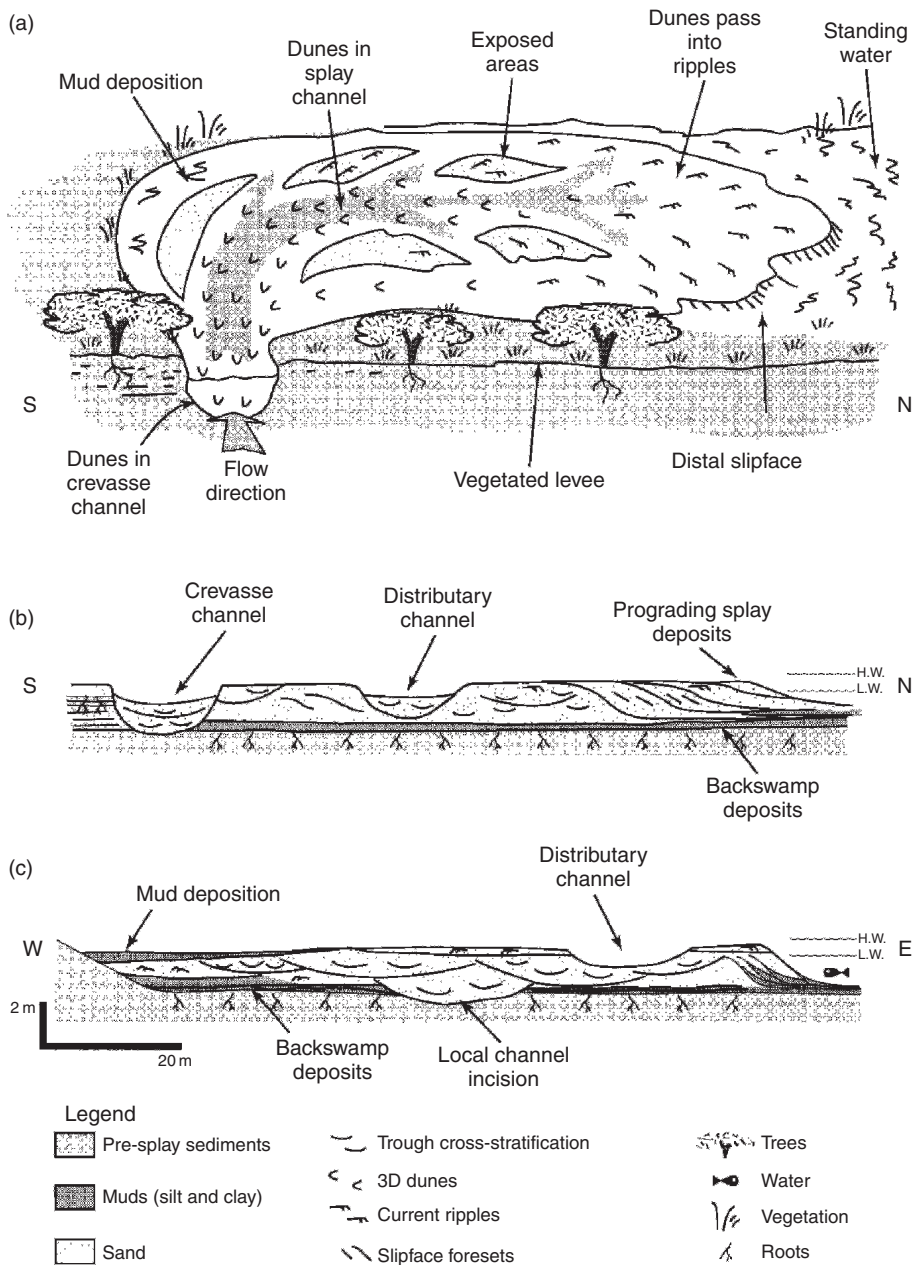 (a)
Mud deposition
Dunes in
splay
channel
Exposed
areas
Dunes pass
into
ripples
Standing
water
S
N
Dunes in
crevasse
channel
Flow
direction
Vegetated levee
Distal slipface
(b)
Crevasse
channel
Distributary
channel
Prograding splay
deposits
S
H.W.
L.W.
N
Backswamp
deposits
(c)
Mud deposition
Distributary
channel
W
H.W.
L.W.
E
2 m
20 m
Backswamp
deposits
Local channel
incision
Legend
Pre-splay sediments
Trough cross-stratification
Trees
Muds (silt and clay)
3D dunes
Water
Current ripples
Vegetation
Sand
Slipface foresets
Roots